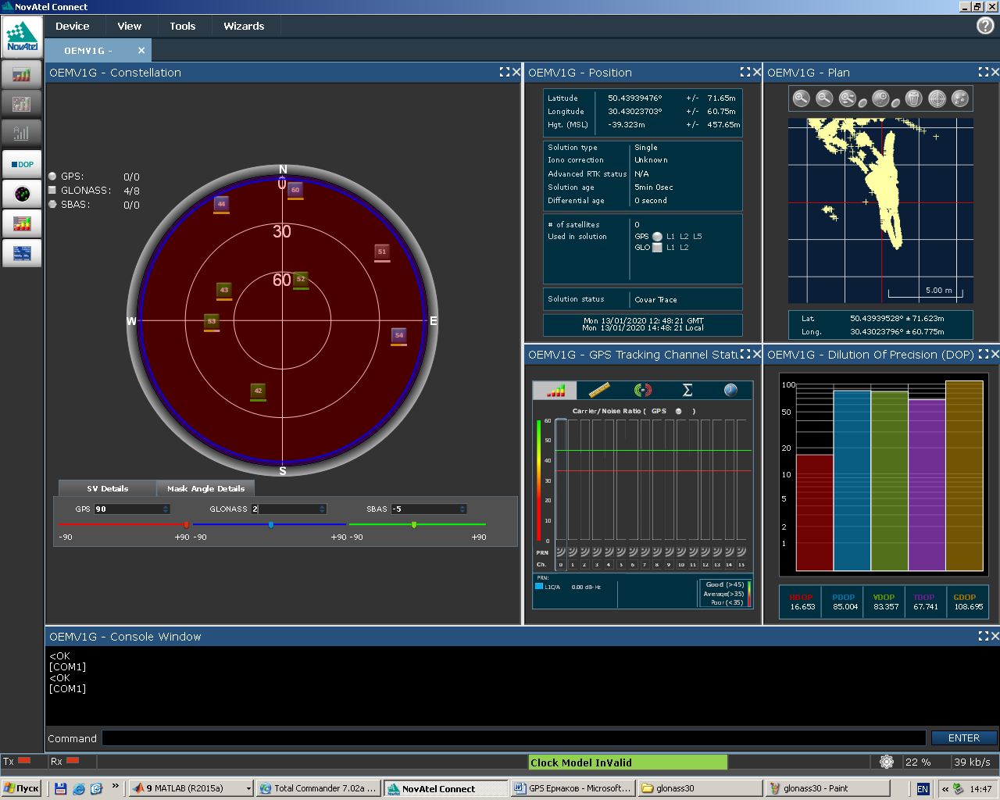 NovAtel Connect
NovAtel
Device View Tools Wizards
OEMV1G -
OEMV1G - Constellation
GPS: 0/0
GLONASS: 4/8
SBAS: 0/0
N
0
30
60
W
E
S
60
44
51
52
43
53
54
42
SV Details Mask Angle Details
GPS 90 GLONASS 2 SBAS -5
-90 +90 -90 +90 -90 +90
OEMV1G - Position
Latitude 50.43939476° +/- 71.65m
Longitude 30.43023703° +/- 60.75m
Hgt. (MSL) -39.323m +/- 457.65m
Solution type Single
Iono correction Unknown
Advanced RTK status N/A
Solution age 5min 0sec
Differential age 0 second
# of satellites 0
Used in solution GPS L1 L2 L5
GLO L1 L2
Solution status Covar Trace
Mon 13/01/2020 12:48:21 GMT
Mon 13/01/2020 14:48:21 Local
OEMV1G - Plan
5.00 m
Lat 50.43939528° ± 71.623m
Long. 30.43023796° ± 60.775m
OEMV1G - GPS Tracking Channel Statu
Carrier/Noise Ratio ( GPS )
60
50
40
30
20
10
0
PRN
Ch. 0 1 2 3 4 5 6 7 8 9 10 11 12 13 14 15
PRN:
L1C/A 0.00 dB-Hz
Good (>45)
Average(>35)
Poor (<35)
OEMV1G - Dilution Of Precision (DOP)
100
50
20
10
5
2
1
HDOP PDOP VDOP TDOP GDOP
16.653 85.004 83.357 67.741 108.695
OEMV1G - Console Window
<OK
[COM1]
<OK
[COM1]
Command ENTER
Tx Rx Clock Model InValid 22 % 39 kb/s
Пуск » 9 MATLAB (R2015a) Total Commander 7.02a ... NovAtel Connect GPS Ермаков - Microsoft... glonass30 glonass30 - Paint EN « 14:47